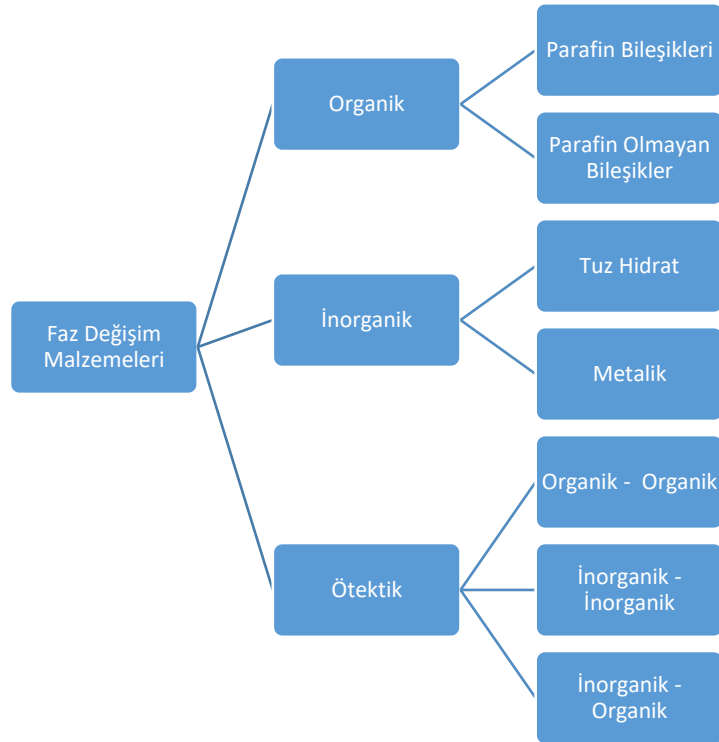 Faz Değişim
Malzemeleri
Organik
Parafin Bileşikleri
Parafin Olmayan
Bileşikler
İnorganik
Tuz Hidrat
Metalik
Ötektik
Organik - Organik
İnorganik -
İnorganik
İnorganik -
Organik